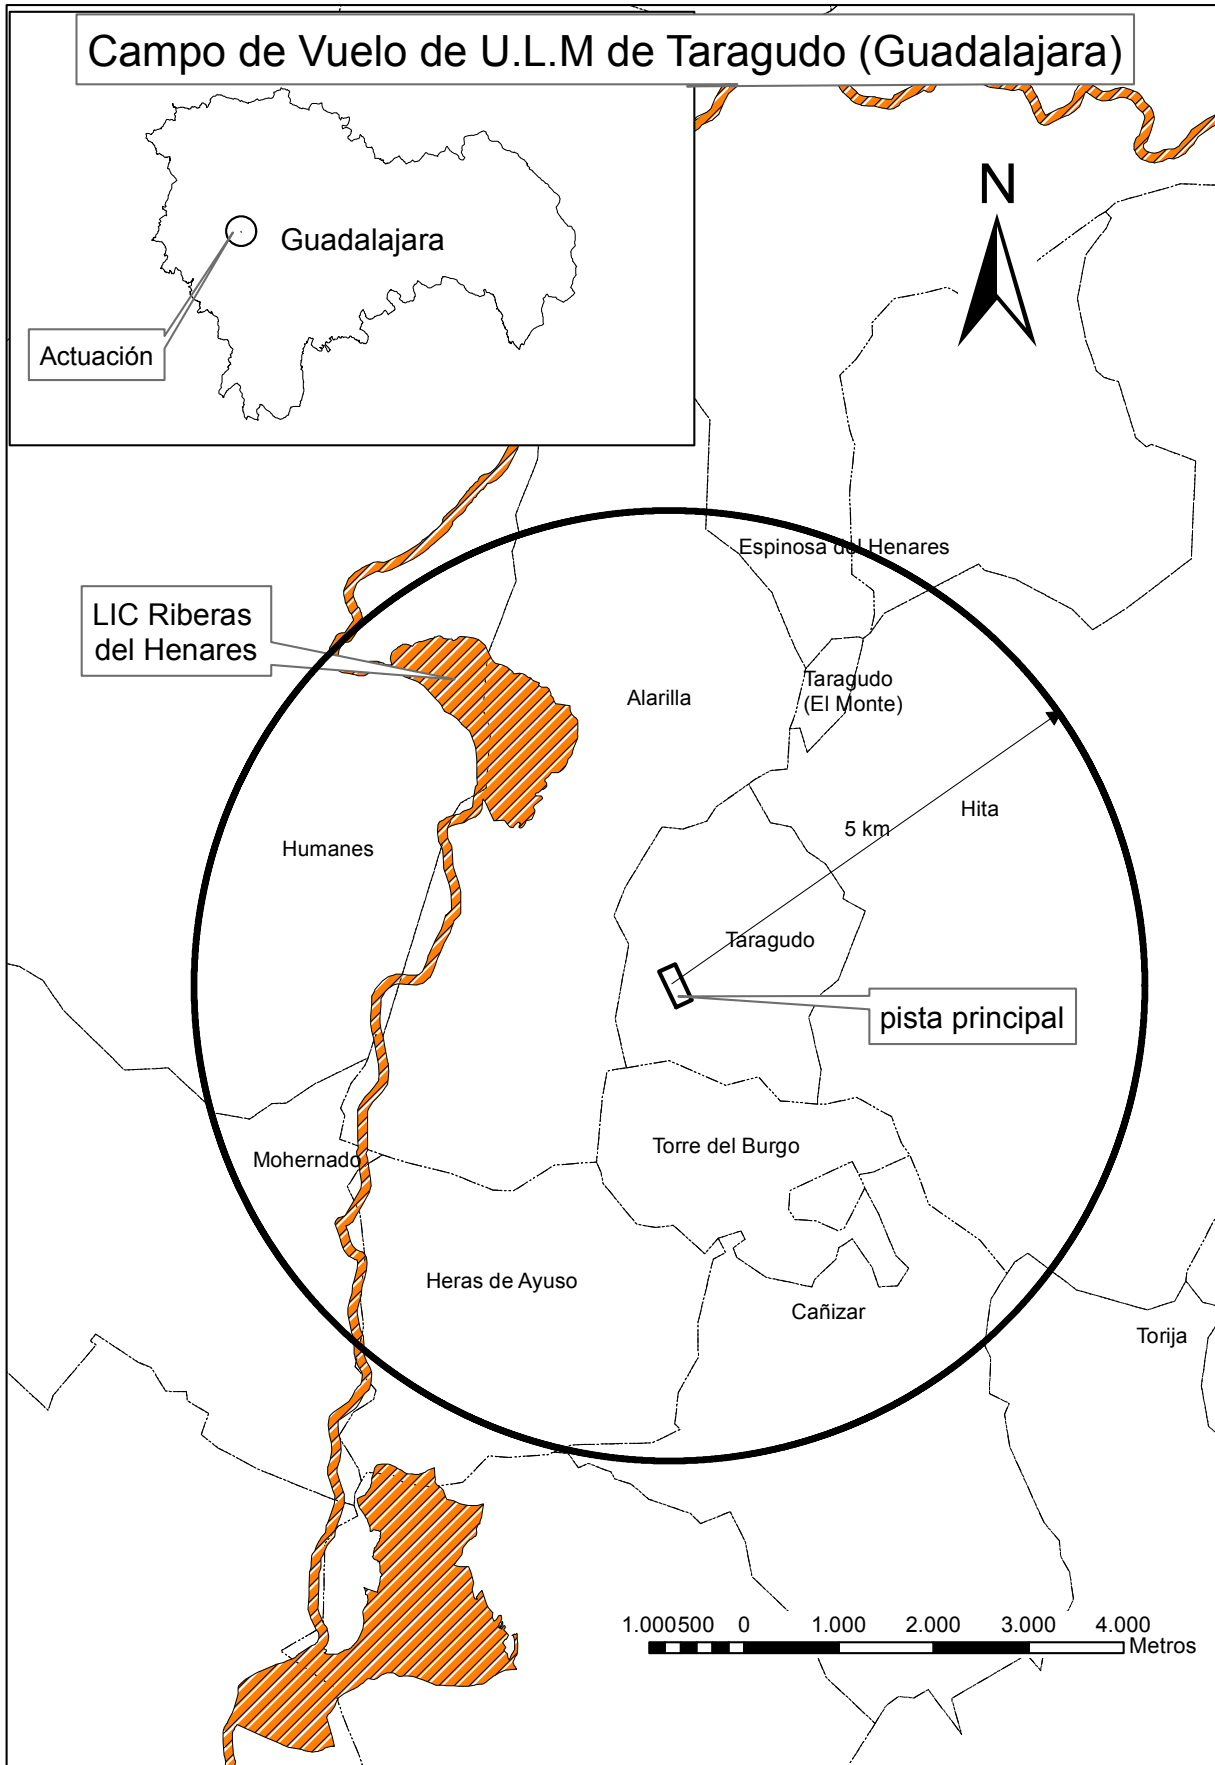 Campo de Vuelo de U.L.M de Taragudo (Guadalajara)
N
Guadalajara
Actuación
Espinosa del Henares
LIC Riberas
del Henares
Taragudo
(El Monte)
Alarilla
Hita
5 km
Humanes
Taragudo
pista principal
Torre del Burgo
Mohernado
Heras de Ayuso
Cañizar
Torija
1.000 500 0 1.000 2.000 3.000 4.000
Metros